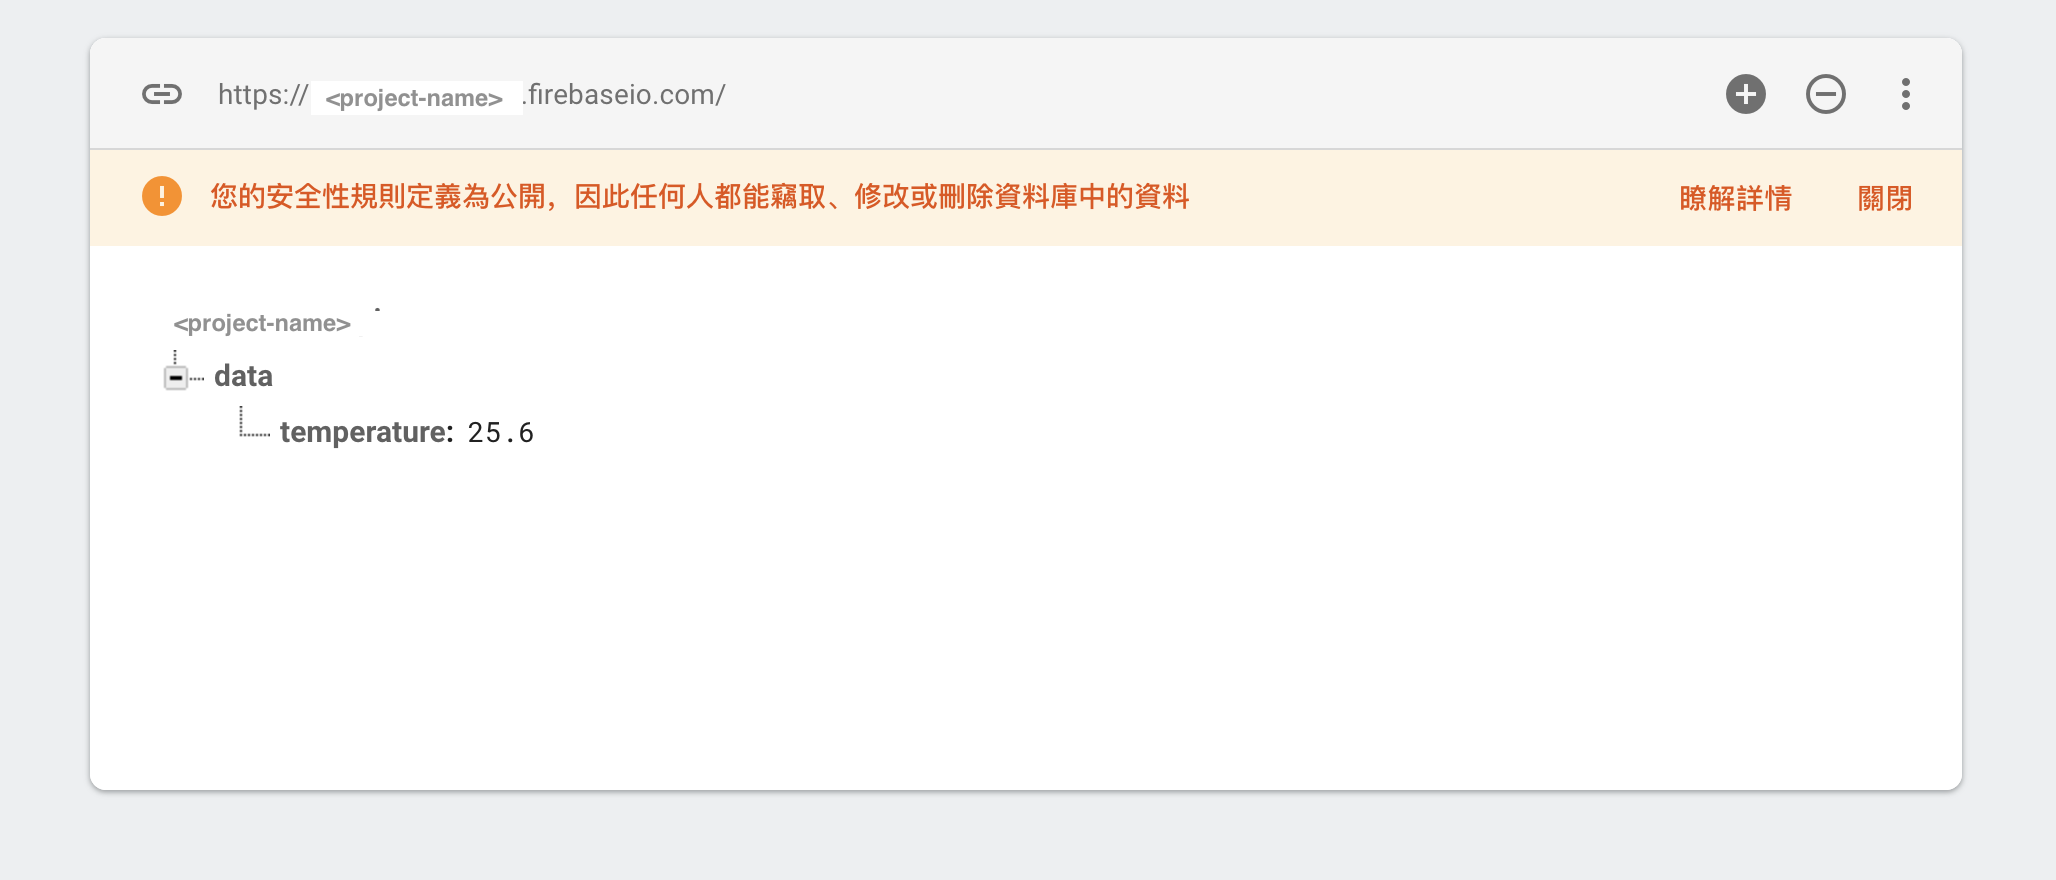 https:// <project-name> .firebaseio.com/
您的安全性規則定義為公開，因此任何人都能竊取、修改或刪除資料庫中的資料 瞭解詳情 關閉
<project-name>
data
temperature: 25.6